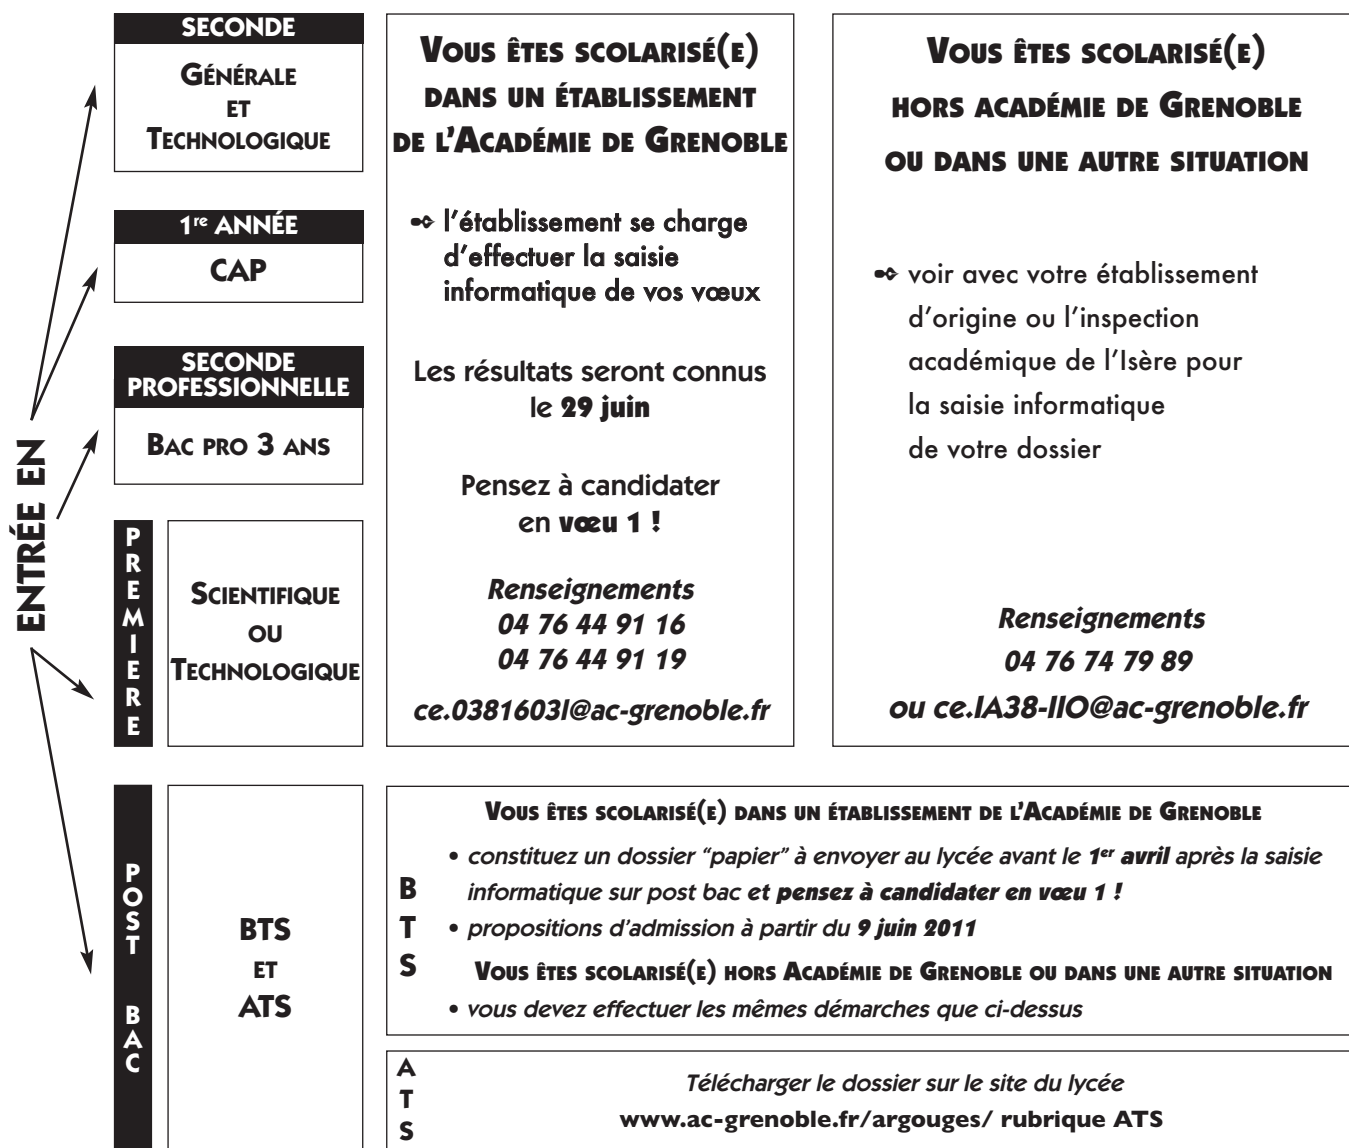 ENTRÉE EN
SECONDE
GÉNÉRALE
ET
TECHNOLOGIQUE
1re ANNÉE
CAP
SECONDE
PROFESSIONNELLE
BAC PRO 3 ANS
PREMIERE
SCIENTIFIQUE
OU
TECHNOLOGIQUE
VOUS ÊTES SCOLARISÉ(E)
DANS UN ÉTABLISSEMENT
DE L'ACADÉMIE DE GRENOBLE
➻ l'établissement se charge
d'effectuer la saisie
informatique de vos vœux
Les résultats seront connus
le 29 juin
Pensez à candidater
en vœu 1 !
Renseignements
04 76 44 91 16
04 76 44 91 19
ce.0381603l@ac-grenoble.fr
VOUS ÊTES SCOLARISÉ(E)
HORS ACADÉMIE DE GRENOBLE
OU DANS UNE AUTRE SITUATION
➻ voir avec votre établissement
d'origine ou l'inspection
académique de l'Isère pour
la saisie informatique
de votre dossier
Renseignements
04 76 74 79 89
ou ce.IA38-IIO@ac-grenoble.fr
POST BAC
BTS
ET
ATS
BTS
VOUS ÊTES SCOLARISÉ(E) DANS UN ÉTABLISSEMENT DE L'ACADÉMIE DE GRENOBLE
• constituez un dossier "papier" à envoyer au lycée avant le 1er avril après la saisie
informatique sur post bac et pensez à candidater en vœu 1 !
• propositions d'admission à partir du 9 juin 2011
VOUS ÊTES SCOLARISÉ(E) HORS ACADÉMIE DE GRENOBLE OU DANS UNE AUTRE SITUATION
• vous devez effectuer les mêmes démarches que ci-dessus
ATS
Télécharger le dossier sur le site du lycée
www.ac-grenoble.fr/argouges/ rubrique ATS